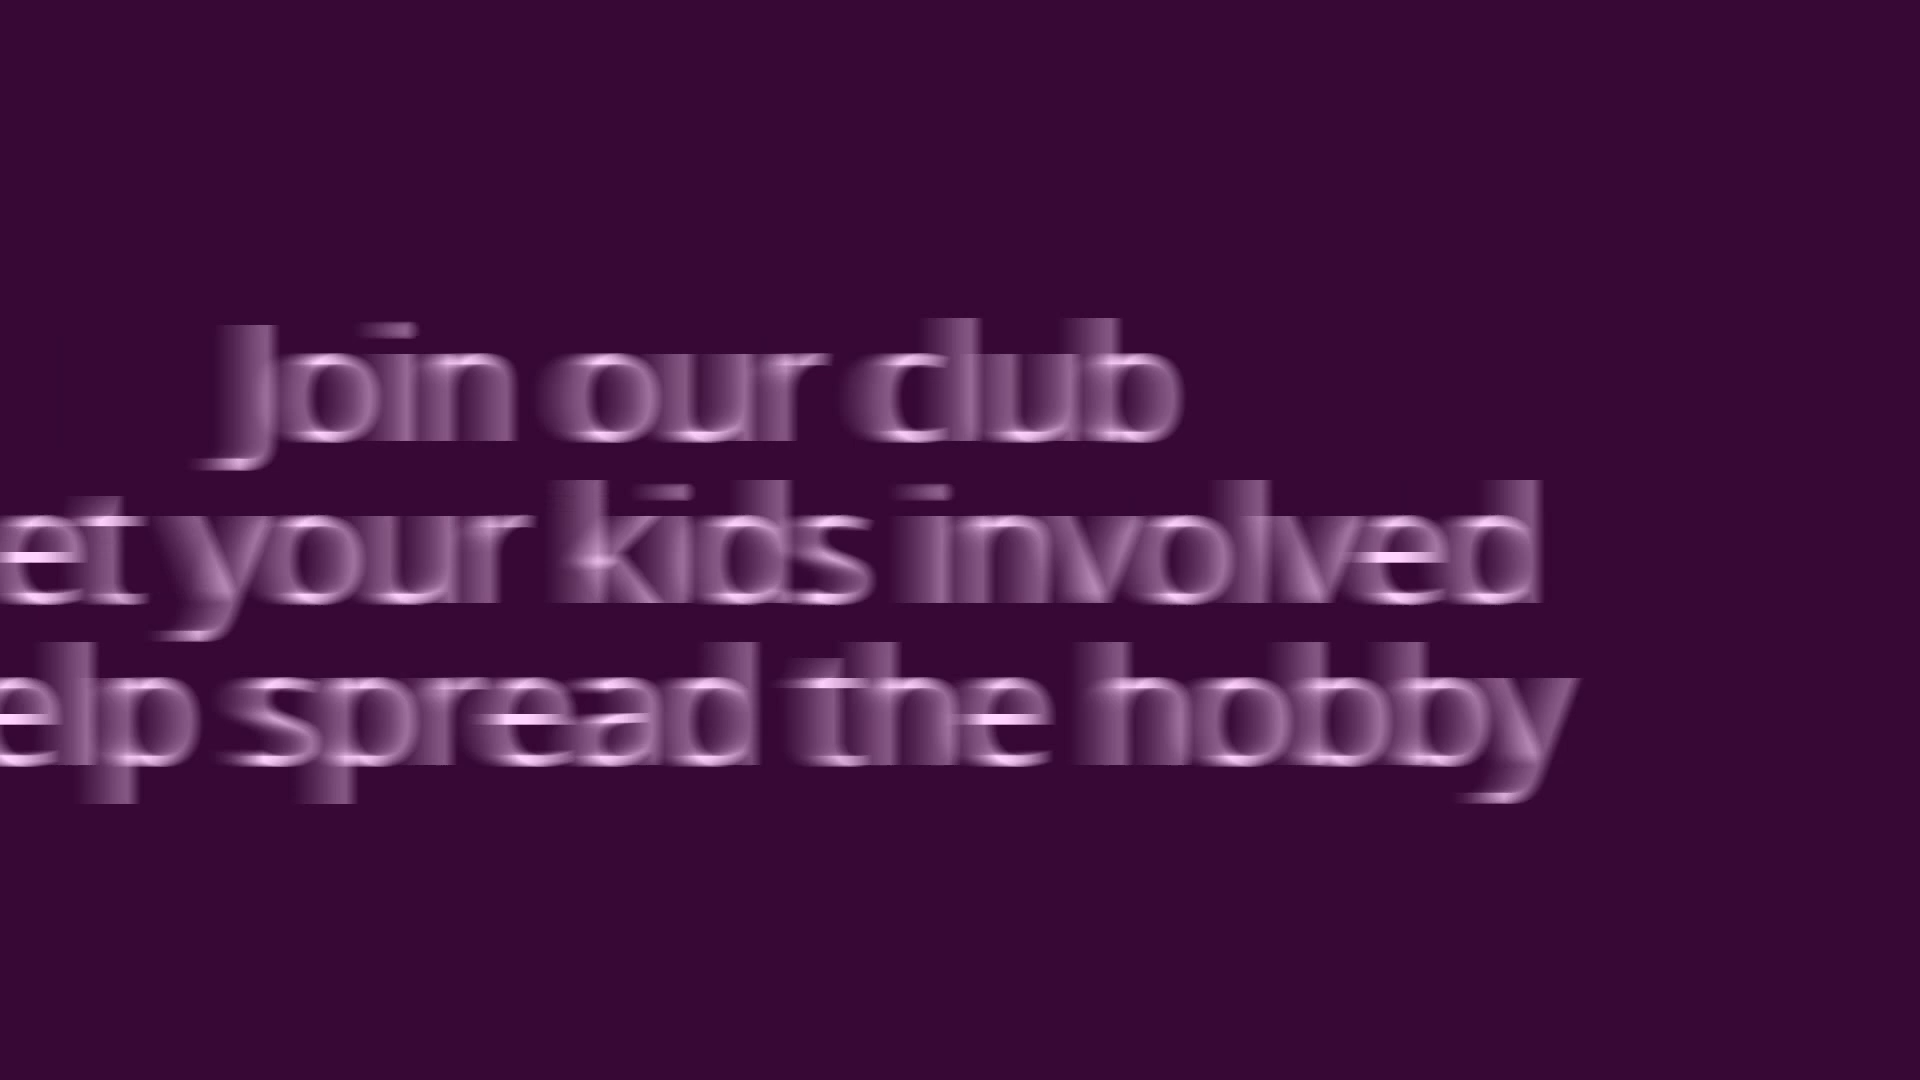 Join our club
et your kids involved
elp spread the hobby